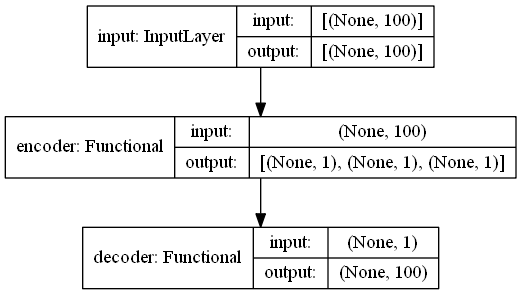 input: InputLayer
input: [(None, 100)]
output: [(None, 100)]
encoder: Functional
input: (None, 100)
output: [(None, 1), (None, 1), (None, 1)]
decoder: Functional
input: (None, 1)
output: (None, 100)